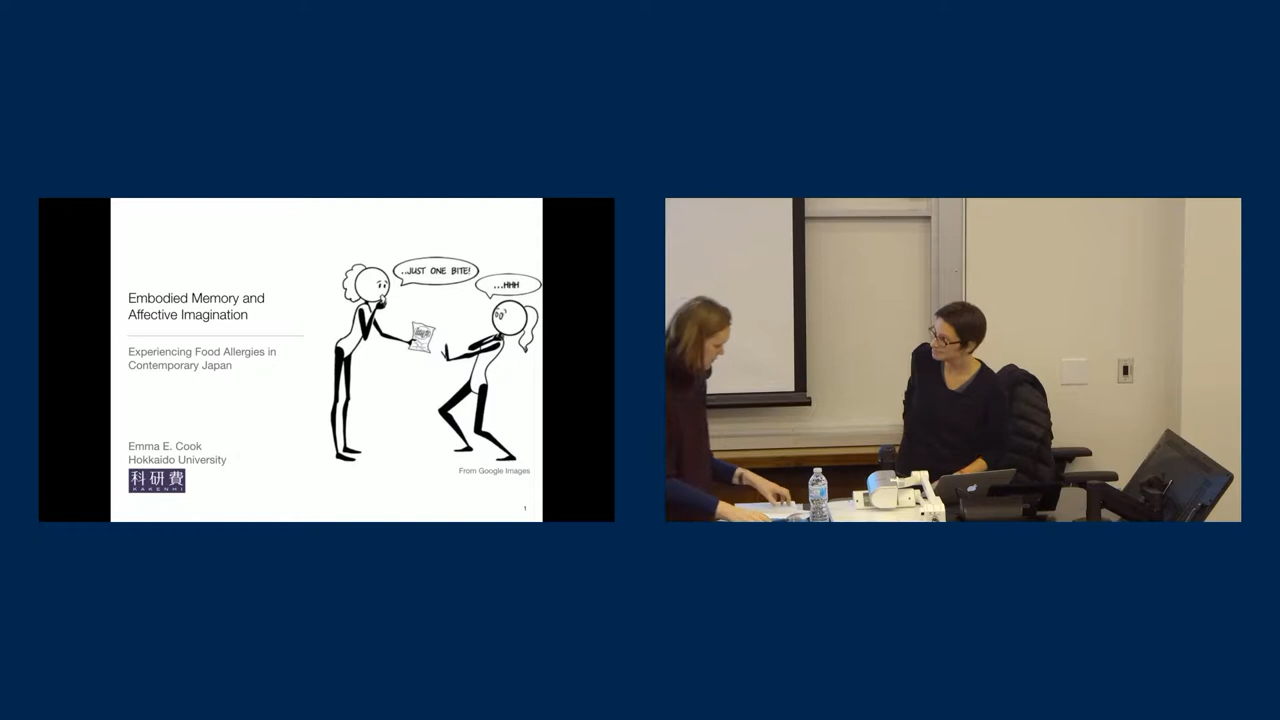 Embodied Memory and
Affective Imagination
Experiencing Food Allergies in
Contemporary Japan
Emma E. Cook
Hokkaido University
科研費
KAKENHI
..JUST ONE BITE!
...HHH
From Google Images
1